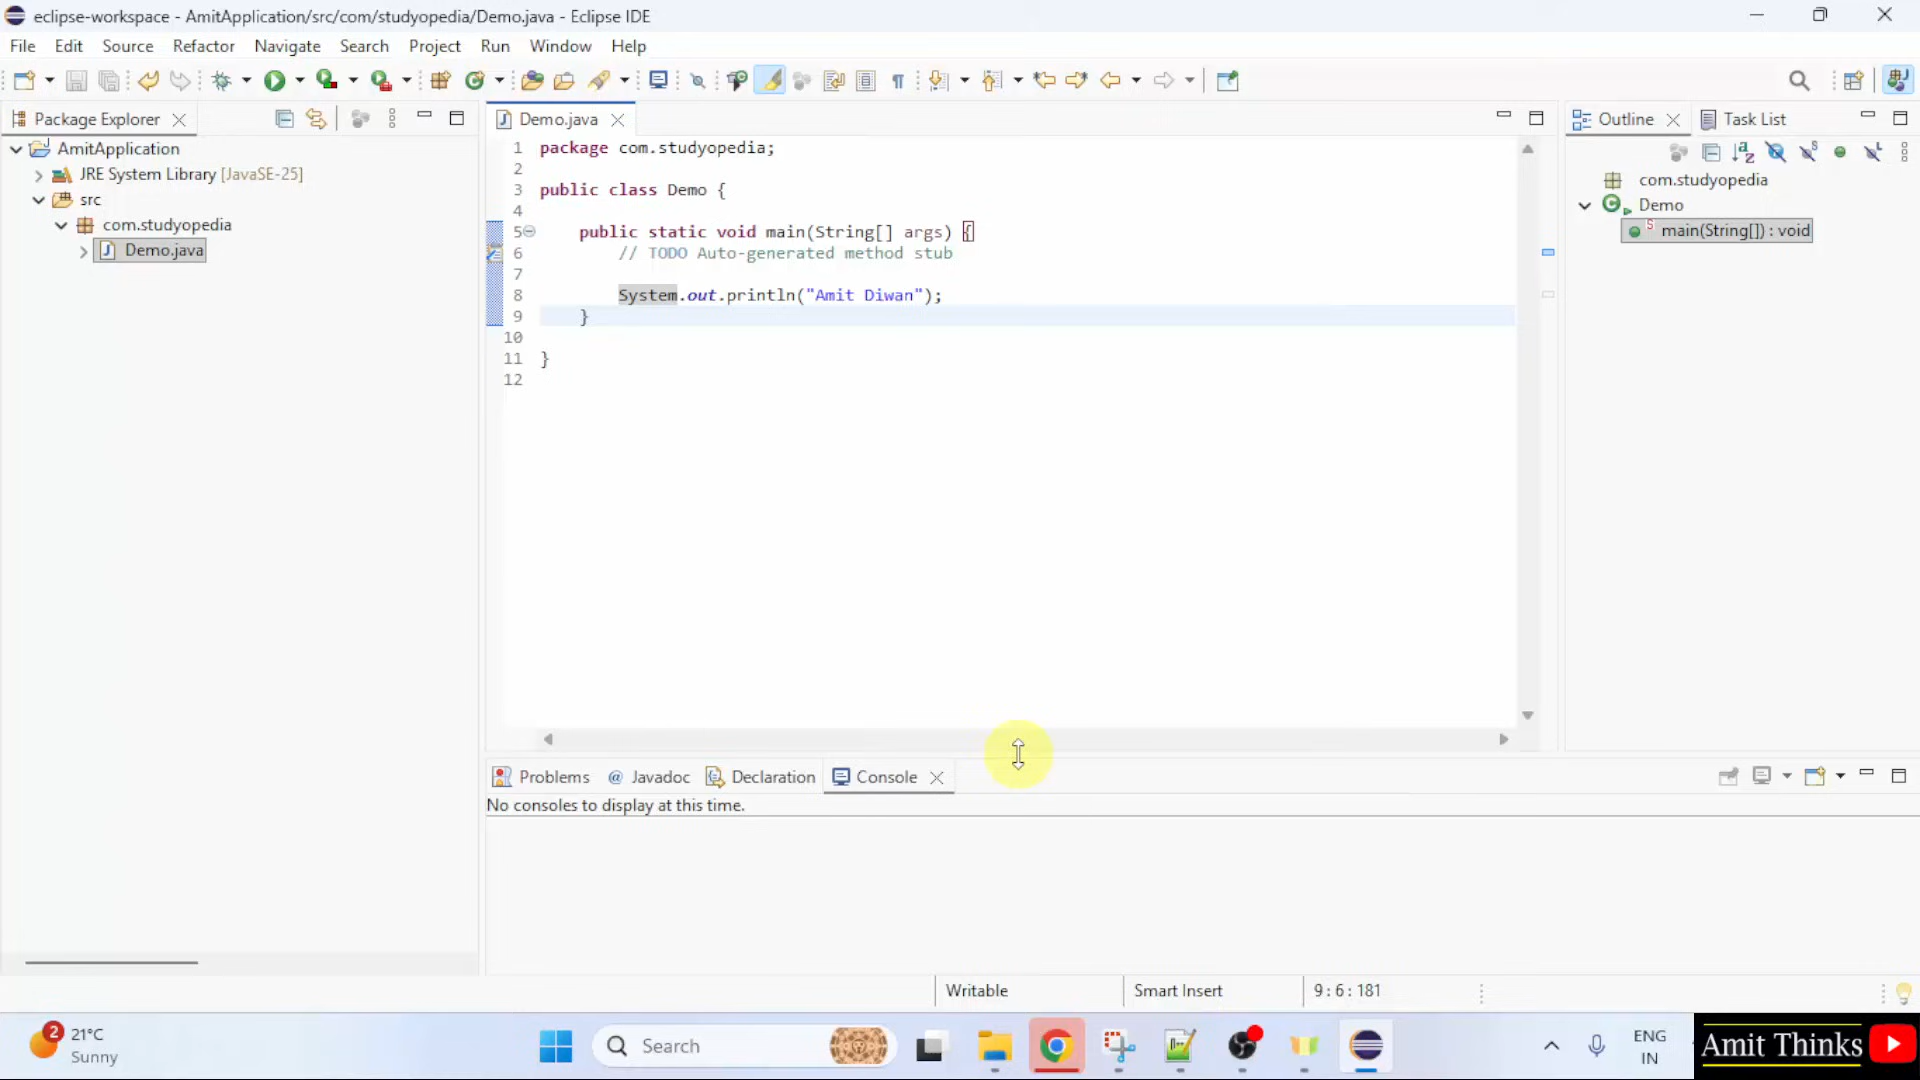 eclipse-workspace - AmitApplication/src/com/studyopedia/Demo.java - Eclipse IDE
File Edit Source Refactor Navigate Search Project Run Window Help
Package Explorer
AmitApplication
JRE System Library [JavaSE-25]
src
com.studyopedia
Demo.java
Demo.java
1 package com.studyopedia;
2
3 public class Demo {
4
5 public static void main(String[] args) {
6 // TODO Auto-generated method stub
7
8 System.out.println("Amit Diwan");
9 }
10
11 }
12
Outline Task List
com.studyopedia
Demo
main(String[]) : void
Problems @ Javadoc Declaration Console
No consoles to display at this time.
Writable Smart Insert 9 : 6 : 181
2
21°C
Sunny
Search
ENG
IN
Amit Thinks